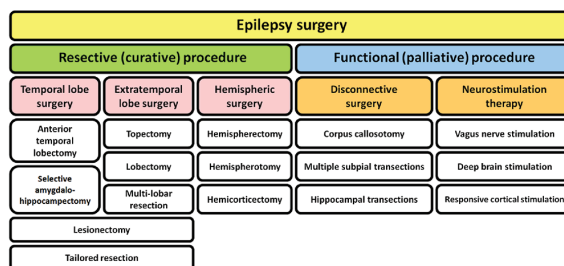 Epilepsy surgery
Resective (curative) procedure
Functional (palliative) procedure
Temporal lobe
surgery
Extratemporal
lobe surgery
Hemispheric
surgery
Disconnective
surgery
Neurostimulation
therapy
Anterior
temporal
lobectomy
Topectomy
Hemispherectomy
Corpus callosotomy
Vagus nerve stimulation
Lobectomy
Hemispherotomy
Multiple subpial transections
Deep brain stimulation
Selective
amygdalo-
hippocampectomy
Multi-lobar
resection
Hemicorticectomy
Hippocampal transections
Responsive cortical stimulation
Lesionectomy
Tailored resection